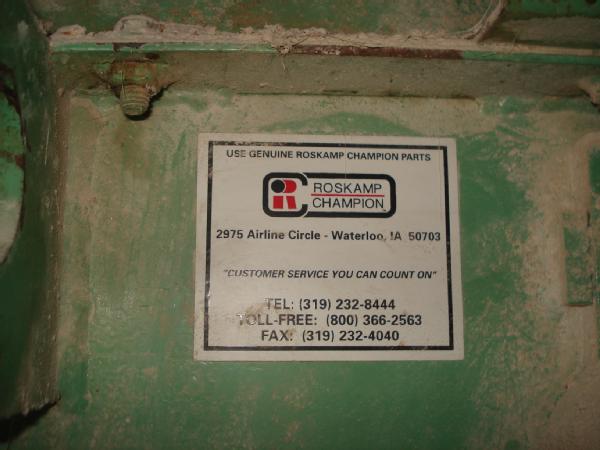 USE GENUINE ROSKAMP CHAMPION PARTS
ROSKAMP
CHAMPION
2975 Airline Circle - Waterloo, IA 50703
"CUSTOMER SERVICE YOU CAN COUNT ON"
TEL: (319) 232-8444
TOLL-FREE: (800) 366-2563
FAX: (319) 232-4040